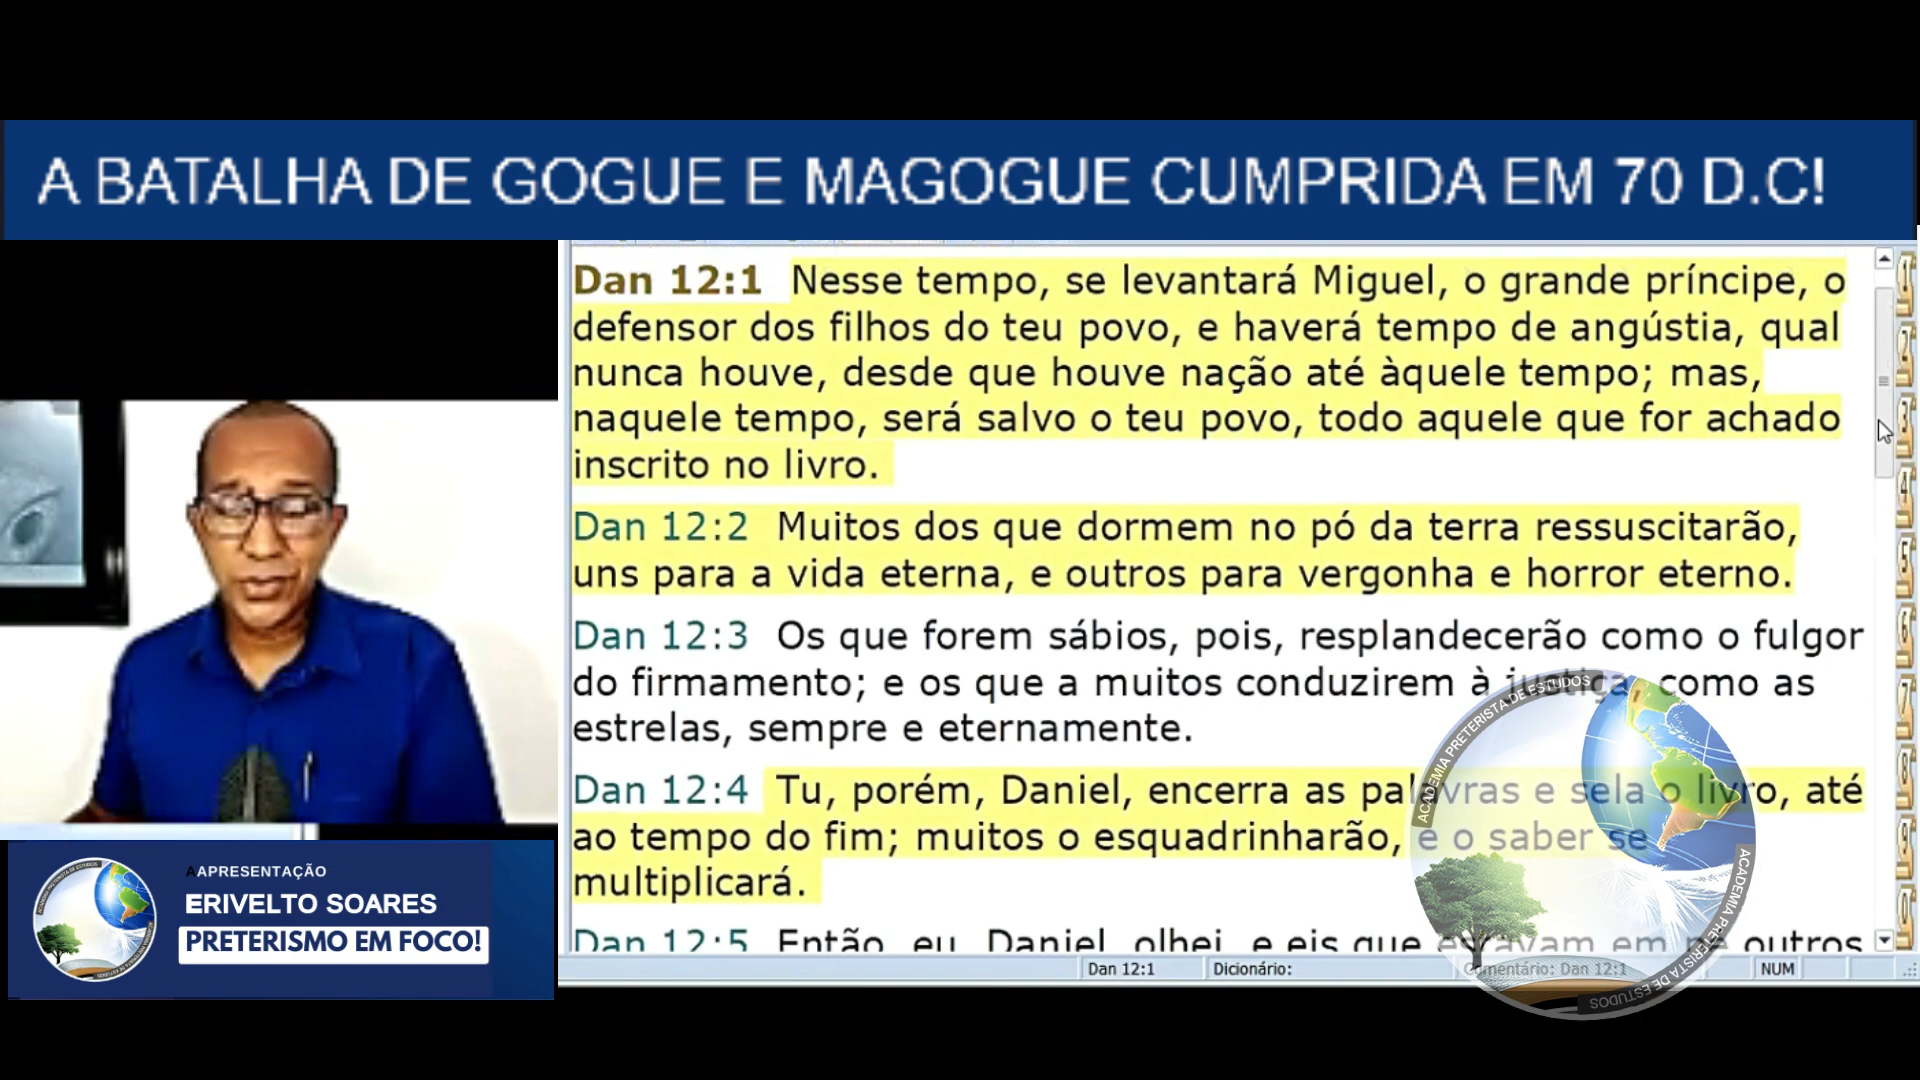 A BATALHA DE GOGUE E MAGOGUE CUMPRIDA EM 70 D.C!
Dan 12:1 Nesse tempo, se levantará Miguel, o grande príncipe, o
defensor dos filhos do teu povo, e haverá tempo de angústia, qual
nunca houve, desde que houve nação até àquele tempo; mas,
naquele tempo, será salvo o teu povo, todo aquele que for achado
inscrito no livro.
Dan 12:2 Muitos dos que dormem no pó da terra ressuscitarão,
uns para a vida eterna, e outros para vergonha e horror eterno.
Dan 12:3 Os que forem sábios, pois, resplandecerão como o fulgor
do firmamento; e os que a muitos conduzirem à justiça, como as
estrelas, sempre e eternamente.
Dan 12:4 Tu, porém, Daniel, encerra as palavras e sela o livro, até
ao tempo do fim; muitos o esquadrinharão, e o saber se
multiplicará.
Dan 12:5 Então, eu, Daniel, olhei, e eis que estavam em pé outros
Dan 12:1 Dicionário: Comentário: Dan 12:1 NUM
ACADEMIA PRETERISTA DE ESTUDOS
ACADEMIA PRETERISTA DE ESTUDOS
AAPRESENTAÇÃO
ERIVELTO SOARES
PRETERISMO EM FOCO!